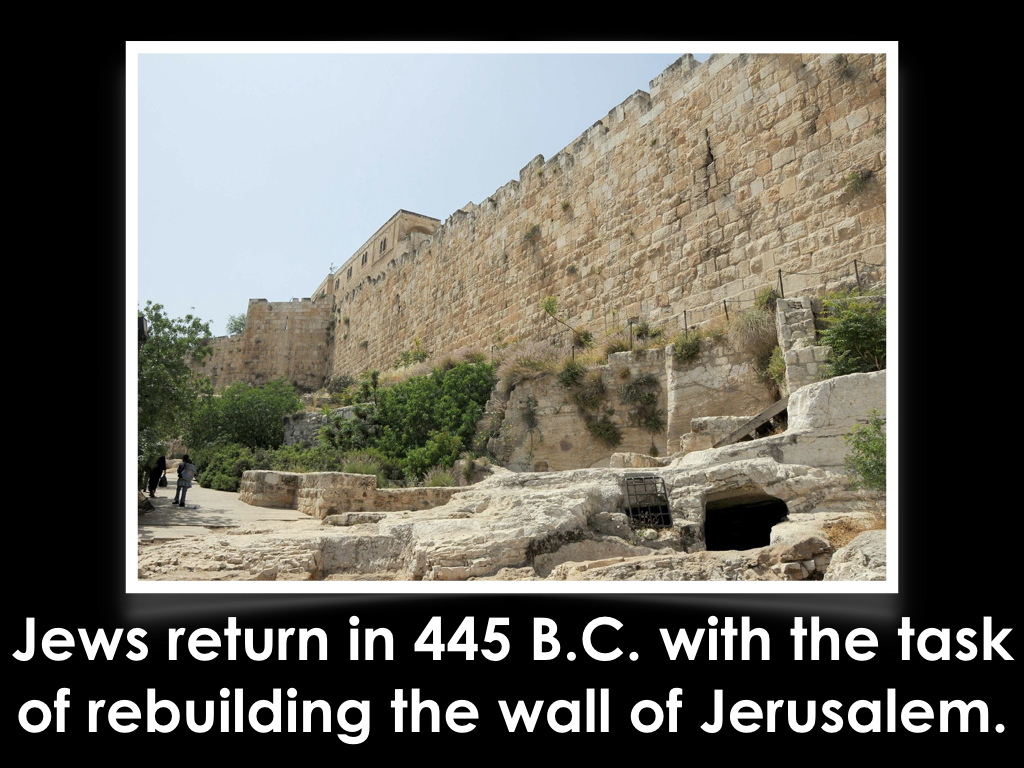 Jews return in 445 B.C. with the task
of rebuilding the wall of Jerusalem.